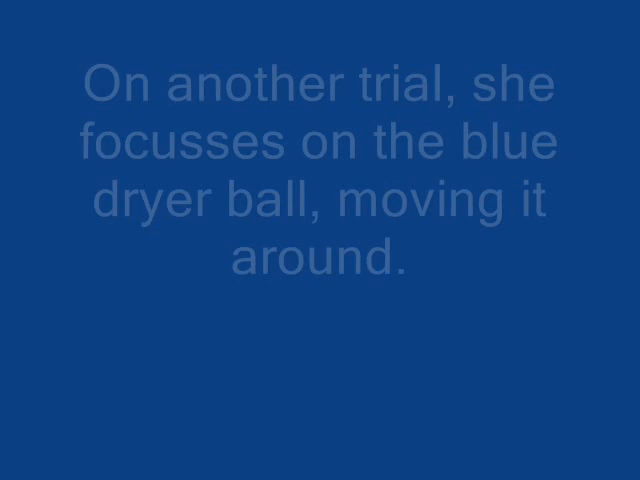 On another trial, she
focusses on the blue
dryer ball, moving it
around.